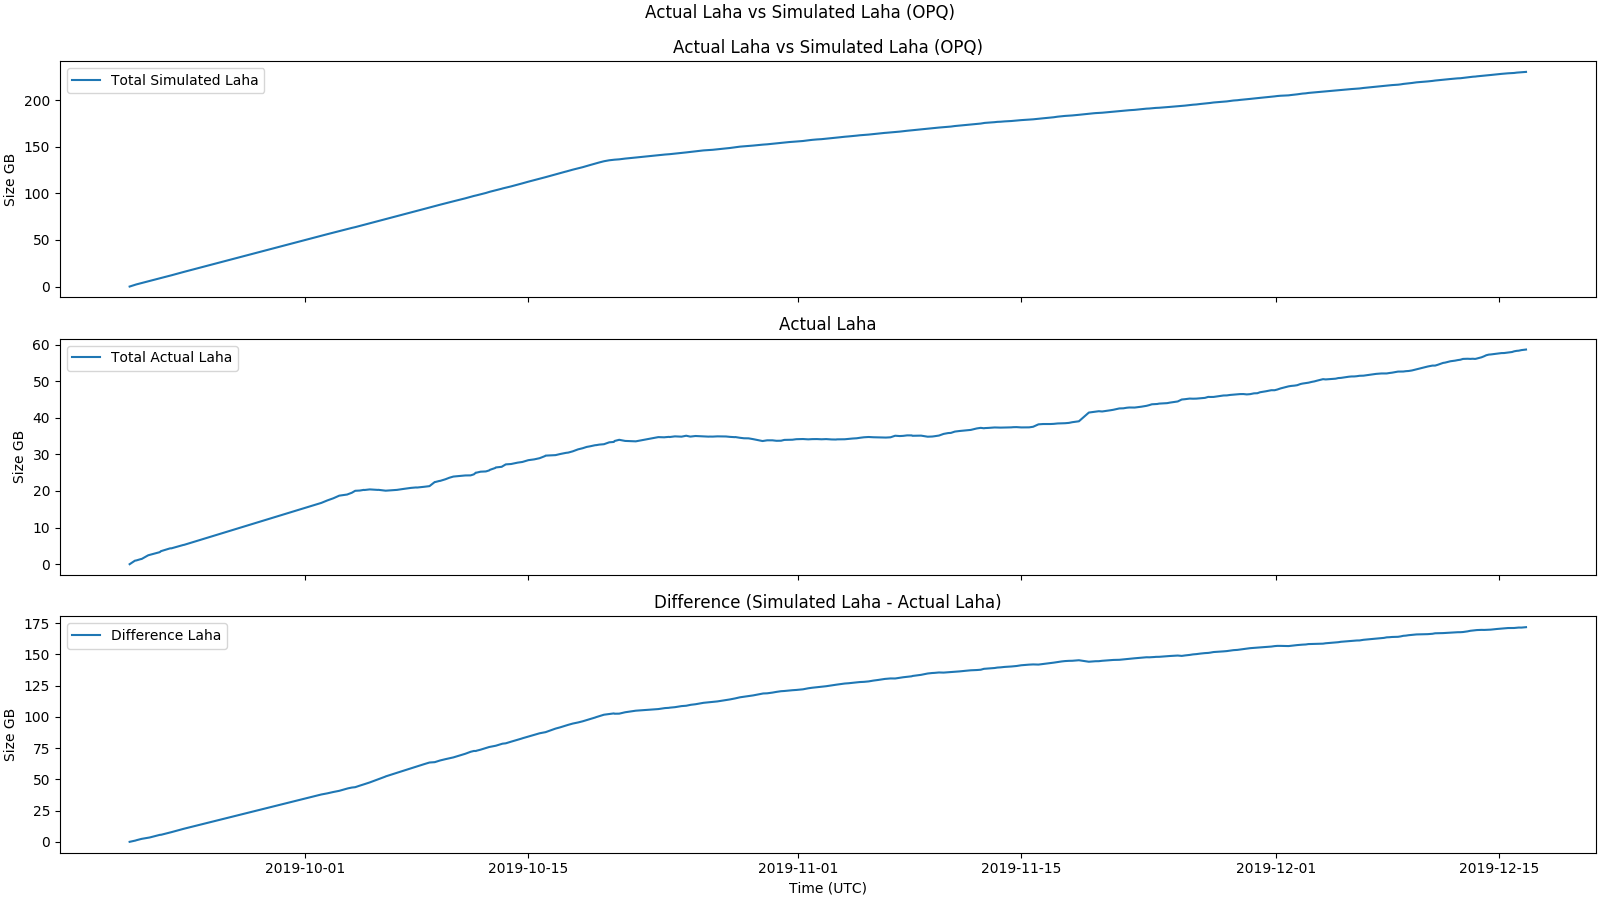 Actual Laha vs Simulated Laha (OPQ)
Actual Laha vs Simulated Laha (OPQ)
Total Simulated Laha
Size GB
200
150
100
50
0
Actual Laha
Total Actual Laha
Size GB
60
50
40
30
20
10
0
Difference (Simulated Laha - Actual Laha)
Difference Laha
Size GB
175
150
125
100
75
50
25
0
2019-10-01 2019-10-15 2019-11-01 2019-11-15 2019-12-01 2019-12-15
Time (UTC)